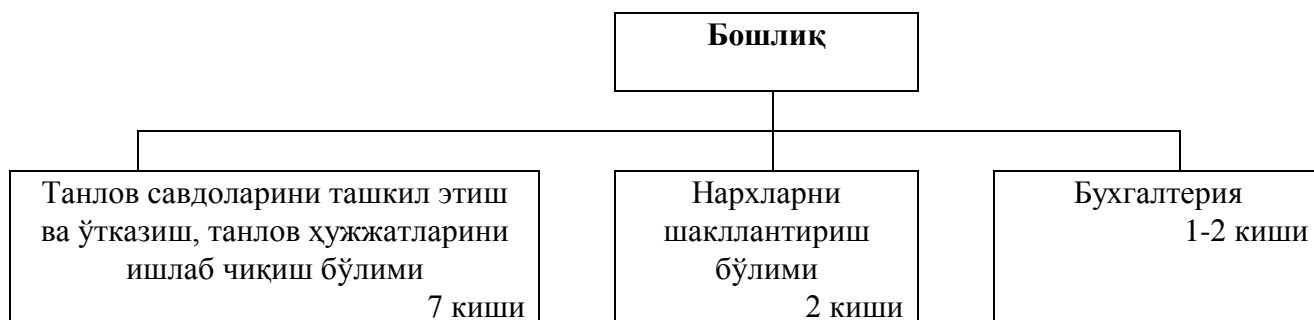 Бошлиқ
Танлов савдоларини ташкил этиш
ва ўтказиш, танлов ҳужжатларини
ишлаб чиқиш бўлими
7 киши
Нархларни
шакллантириш
бўлими
2 киши
Бухгалтерия
1-2 киши